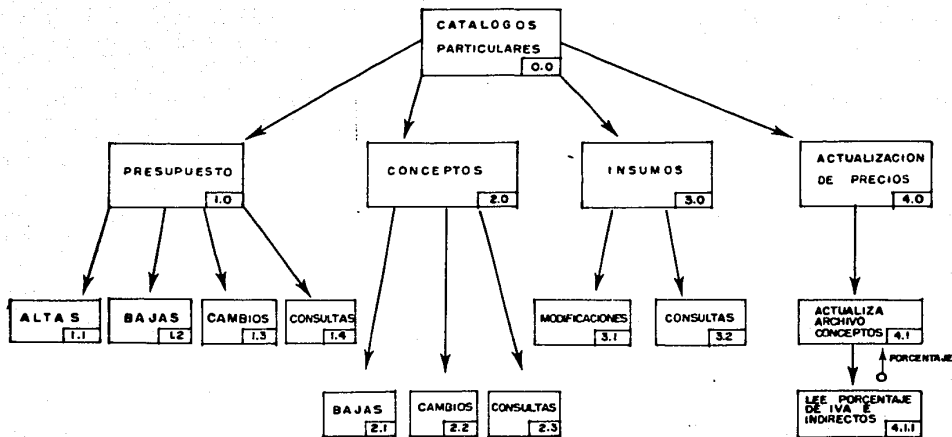 CATALOGOS
PARTICULARES
0.0
PRESUPUESTO
1.0
CONCEPTOS
2.0
INSUMOS
3.0
ACTUALIZACION
DE PRECIOS
4.0
ALTAS
1.1
BAJAS
1.2
CAMBIOS
1.3
CONSULTAS
1.4
MODIFICACIONES
3.1
CONSULTAS
3.2
ACTUALIZA
ARCHIVO
CONCEPTOS
4.1
PORCENTAJE
BAJAS
2.1
CAMBIOS
2.2
CONSULTAS
2.3
LEE PORCENTAJE
DE IVA E
INDIRECTOS
4.1.1